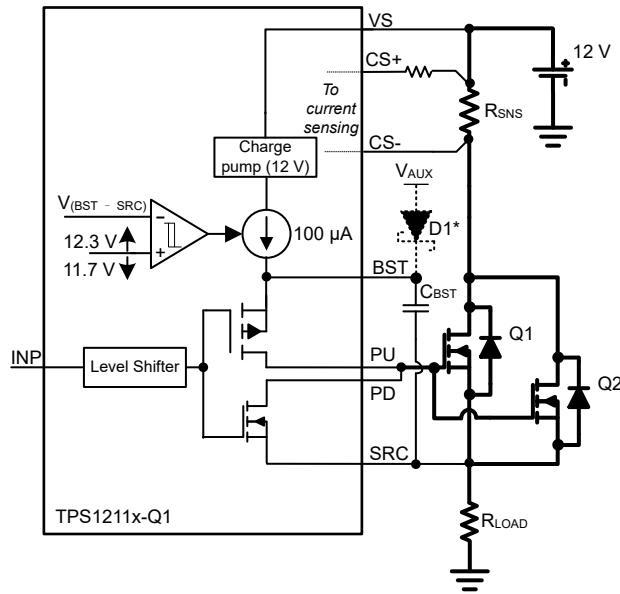 VS
CS+
12 V
To
current
sensing
RSNS
CS-
Charge
pump (12 V)
VAUX
V(BST – SRC)
D1*
12.3 V
100 µA
11.7 V
BST
CBST
Q1
INP
Level Shifter
PU
Q2
PD
SRC
RLOAD
TPS1211x-Q1